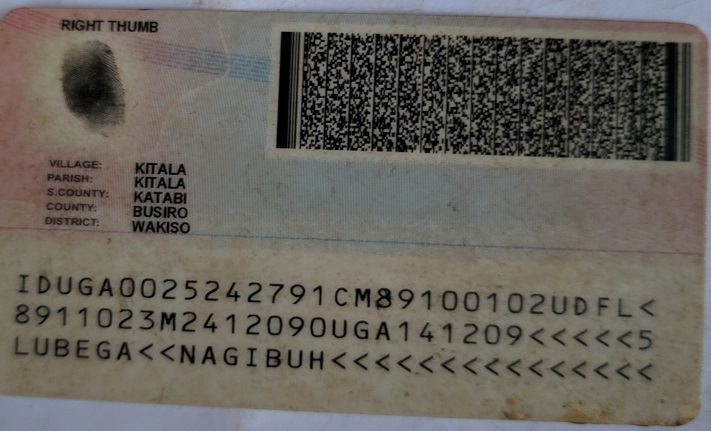 RIGHT THUMB
VILLAGE: KITALA
PARISH: KITALA
S.COUNTY: KATABI
COUNTY: BUSIRO
DISTRICT: WAKISO
IDUGA0025242791CM89100102UDFL<
8911023M2412090UGA141209<<<<<5
LUBEGA<<NAGIBUH<<<<<<<<<<<<<<<